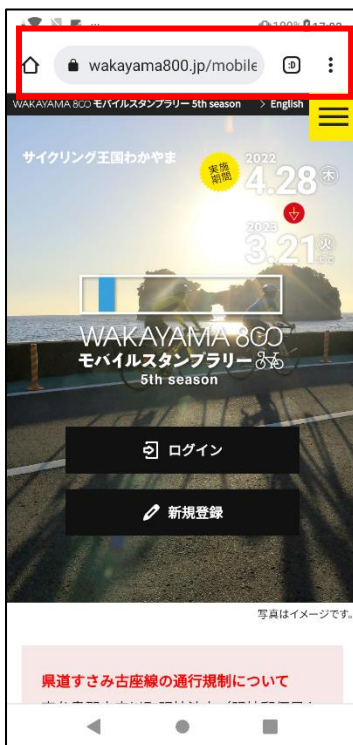 wakayama800.jp/mobile
:D
WAKAYAMA 800 モバイルスタンプラリー 5th season
> English
サイクリング王国わかやま
実施
期間
2022
4.28 木
2023
3.21 火
WAKAYAMA 800
モバイルスタンプラリー
5th season
ログイン
新規登録
写真はイメージです。
県道すさみ古座線の通行規制について